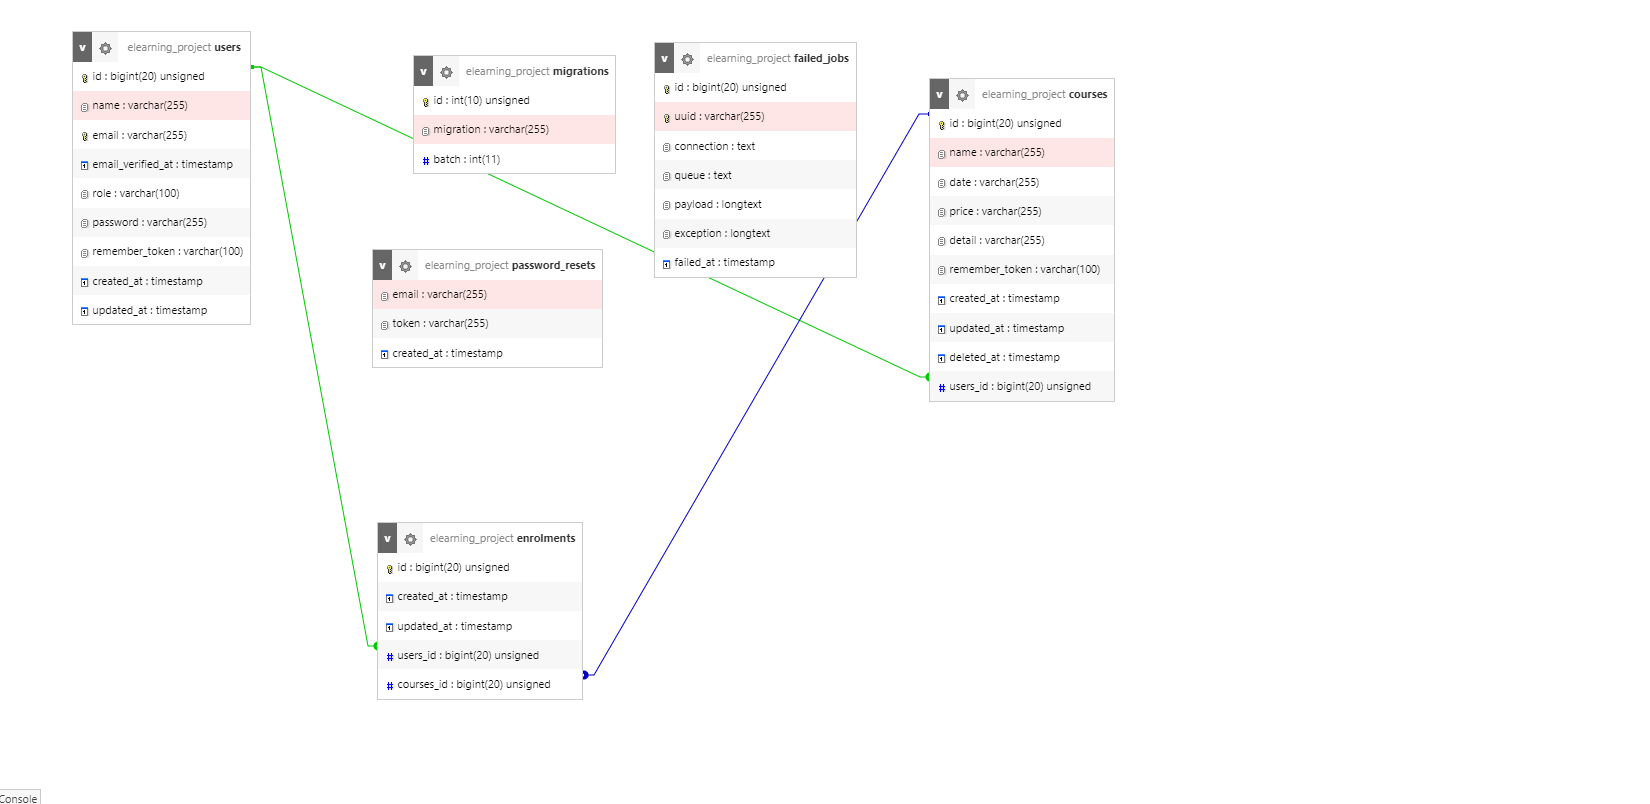 v elearning_project users
id : bigint(20) unsigned
name : varchar(255)
email : varchar(255)
email_verified_at : timestamp
role : varchar(100)
password : varchar(255)
remember_token : varchar(100)
created_at : timestamp
updated_at : timestamp
v elearning_project migrations
id : int(10) unsigned
migration : varchar(255)
# batch : int(11)
v elearning_project failed_jobs
id : bigint(20) unsigned
uuid : varchar(255)
connection : text
queue : text
payload : longtext
exception : longtext
failed_at : timestamp
v elearning_project courses
id : bigint(20) unsigned
name : varchar(255)
date : varchar(255)
price : varchar(255)
detail : varchar(255)
remember_token : varchar(100)
created_at : timestamp
updated_at : timestamp
deleted_at : timestamp
# users_id : bigint(20) unsigned
v elearning_project password_resets
email : varchar(255)
token : varchar(255)
created_at : timestamp
v elearning_project enrolments
id : bigint(20) unsigned
created_at : timestamp
updated_at : timestamp
# users_id : bigint(20) unsigned
# courses_id : bigint(20) unsigned
Console